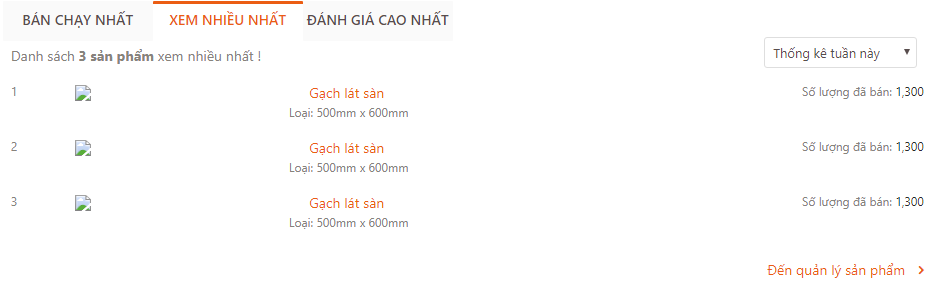 BÁN CHẠY NHẤT XEM NHIỀU NHẤT ĐÁNH GIÁ CAO NHẤT
Danh sách 3 sản phẩm xem nhiều nhất !
Thống kê tuần này
1 Gạch lát sàn Số lượng đã bán: 1,300
Loại: 500mm x 600mm
2 Gạch lát sàn Số lượng đã bán: 1,300
Loại: 500mm x 600mm
3 Gạch lát sàn Số lượng đã bán: 1,300
Loại: 500mm x 600mm
Đến quản lý sản phẩm